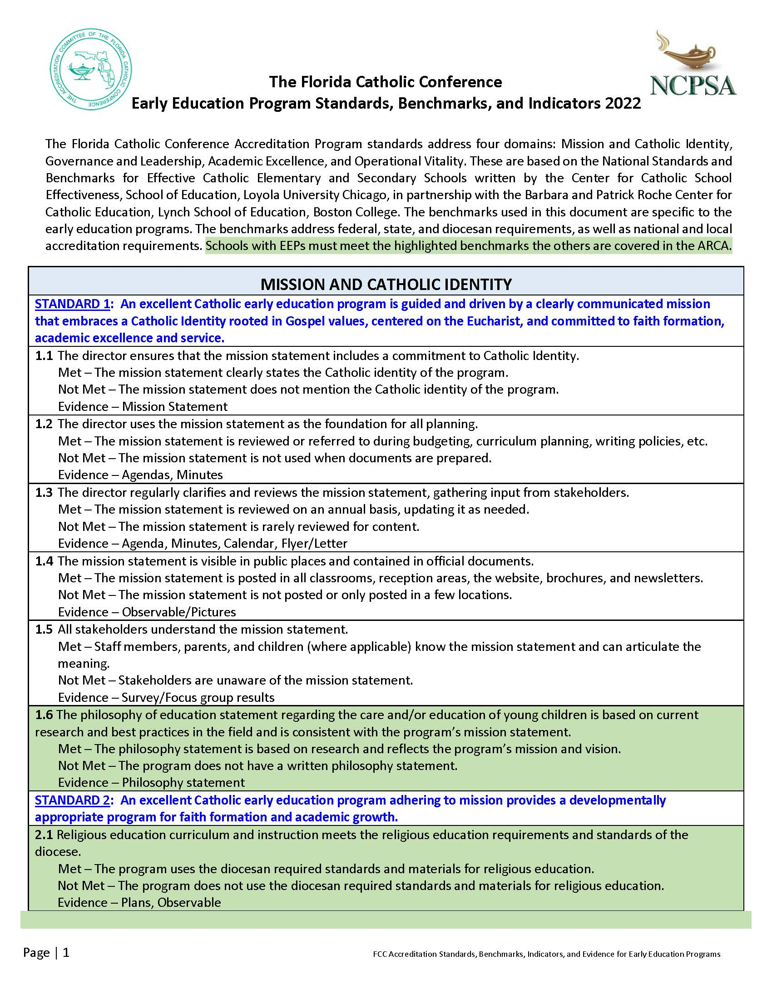 THE ACCREDITATION COMMITTEE OF THE FLORIDA CATHOLIC CONFERENCE
NCPSA
The Florida Catholic Conference
Early Education Program Standards, Benchmarks, and Indicators 2022
The Florida Catholic Conference Accreditation Program standards address four domains: Mission and Catholic Identity,
Governance and Leadership, Academic Excellence, and Operational Vitality. These are based on the National Standards and
Benchmarks for Effective Catholic Elementary and Secondary Schools written by the Center for Catholic School
Effectiveness, School of Education, Loyola University Chicago, in partnership with the Barbara and Patrick Roche Center for
Catholic Education, Lynch School of Education, Boston College. The benchmarks used in this document are specific to the
early education programs. The benchmarks address federal, state, and diocesan requirements, as well as national and local
accreditation requirements. Schools with EEPs must meet the highlighted benchmarks the others are covered in the ARCA.
MISSION AND CATHOLIC IDENTITY
STANDARD 1: An excellent Catholic early education program is guided and driven by a clearly communicated mission
that embraces a Catholic Identity rooted in Gospel values, centered on the Eucharist, and committed to faith formation,
academic excellence and service.
1.1 The director ensures that the mission statement includes a commitment to Catholic Identity.
Met – The mission statement clearly states the Catholic identity of the program.
Not Met – The mission statement does not mention the Catholic identity of the program.
Evidence – Mission Statement
1.2 The director uses the mission statement as the foundation for all planning.
Met – The mission statement is reviewed or referred to during budgeting, curriculum planning, writing policies, etc.
Not Met – The mission statement is not used when documents are prepared.
Evidence – Agendas, Minutes
1.3 The director regularly clarifies and reviews the mission statement, gathering input from stakeholders.
Met – The mission statement is reviewed on an annual basis, updating it as needed.
Not Met – The mission statement is rarely reviewed for content.
Evidence – Agenda, Minutes, Calendar, Flyer/Letter
1.4 The mission statement is visible in public places and contained in official documents.
Met – The mission statement is posted in all classrooms, reception areas, the website, brochures, and newsletters.
Not Met – The mission statement is not posted or only posted in a few locations.
Evidence – Observable/Pictures
1.5 All stakeholders understand the mission statement.
Met – Staff members, parents, and children (where applicable) know the mission statement and can articulate the
meaning.
Not Met – Stakeholders are unaware of the mission statement.
Evidence – Survey/Focus group results
1.6 The philosophy of education statement regarding the care and/or education of young children is based on current
research and best practices in the field and is consistent with the program’s mission statement.
Met – The philosophy statement is based on research and reflects the program’s mission and vision.
Not Met – The program does not have a written philosophy statement.
Evidence – Philosophy statement
STANDARD 2: An excellent Catholic early education program adhering to mission provides a developmentally
appropriate program for faith formation and academic growth.
2.1 Religious education curriculum and instruction meets the religious education requirements and standards of the
diocese.
Met – The program uses the diocesan required standards and materials for religious education.
Not Met – The program does not use the diocesan required standards and materials for religious education.
Evidence – Plans, Observable
Page | 1
FCC Accreditation Standards, Benchmarks, Indicators, and Evidence for Early Education Programs